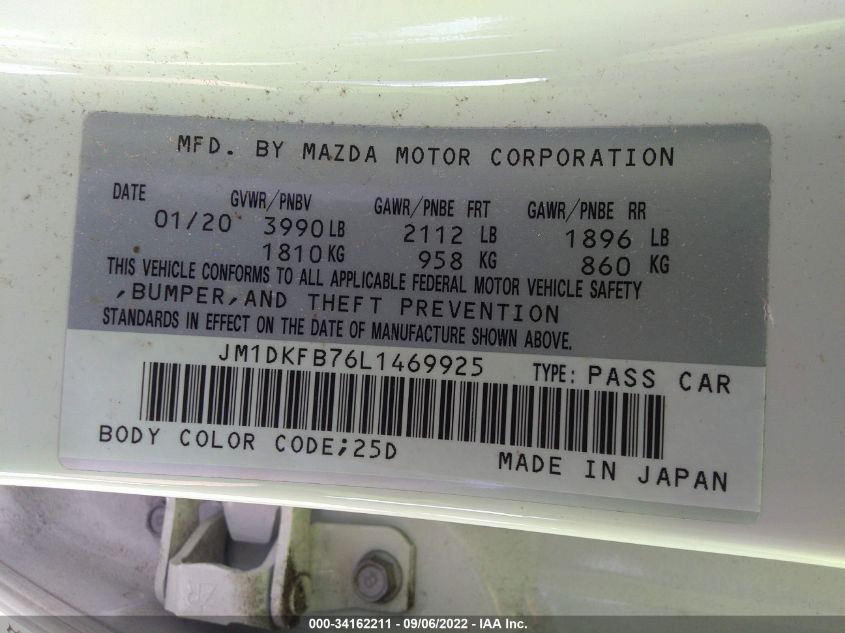 MFD. BY MAZDA MOTOR CORPORATION
DATE GVWR/PNBV GAWR/PNBE FRT GAWR/PNBE RR
01/20 3990 LB 2112 LB 1896 LB
1810 KG 958 KG 860 KG
THIS VEHICLE CONFORMS TO ALL APPLICABLE FEDERAL MOTOR VEHICLE SAFETY
,BUMPER,AND THEFT PREVENTION
STANDARDS IN EFFECT ON THE DATE OF MANUFACTURE SHOWN ABOVE.
JM1DKFB76L1469925 TYPE: PASS CAR
BODY COLOR CODE;25D MADE IN JAPAN
ZR
000-34162211 - 09/06/2022 - IAA Inc.